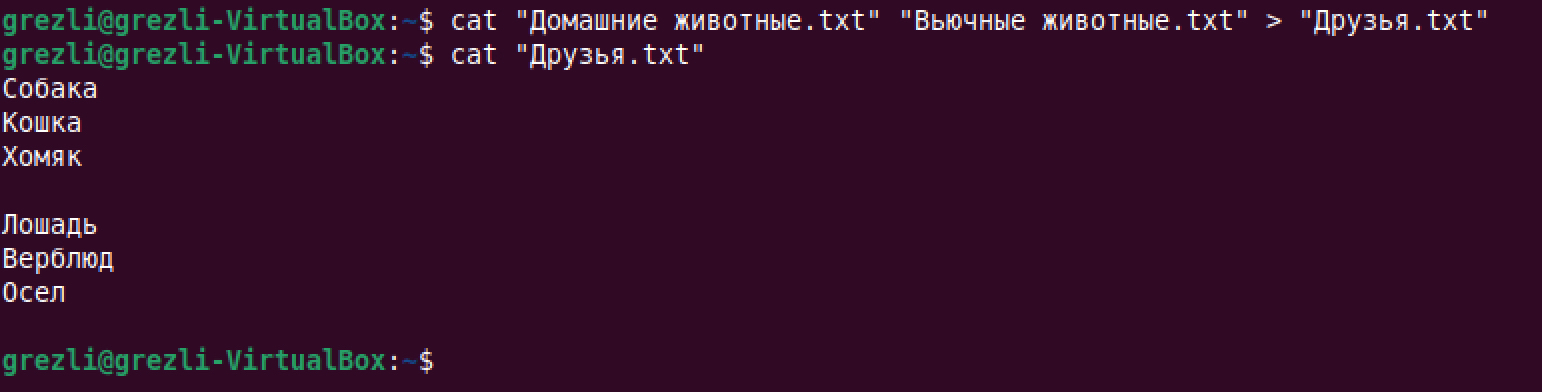 grezli@grezli-VirtualBox:~$ cat "Домашние животные.txt" "Вьючные животные.txt" > "Друзья.txt"
grezli@grezli-VirtualBox:~$ cat "Друзья.txt"
Собака
Кошка
Хомяк
Лошадь
Верблюд
Осел
grezli@grezli-VirtualBox:~$